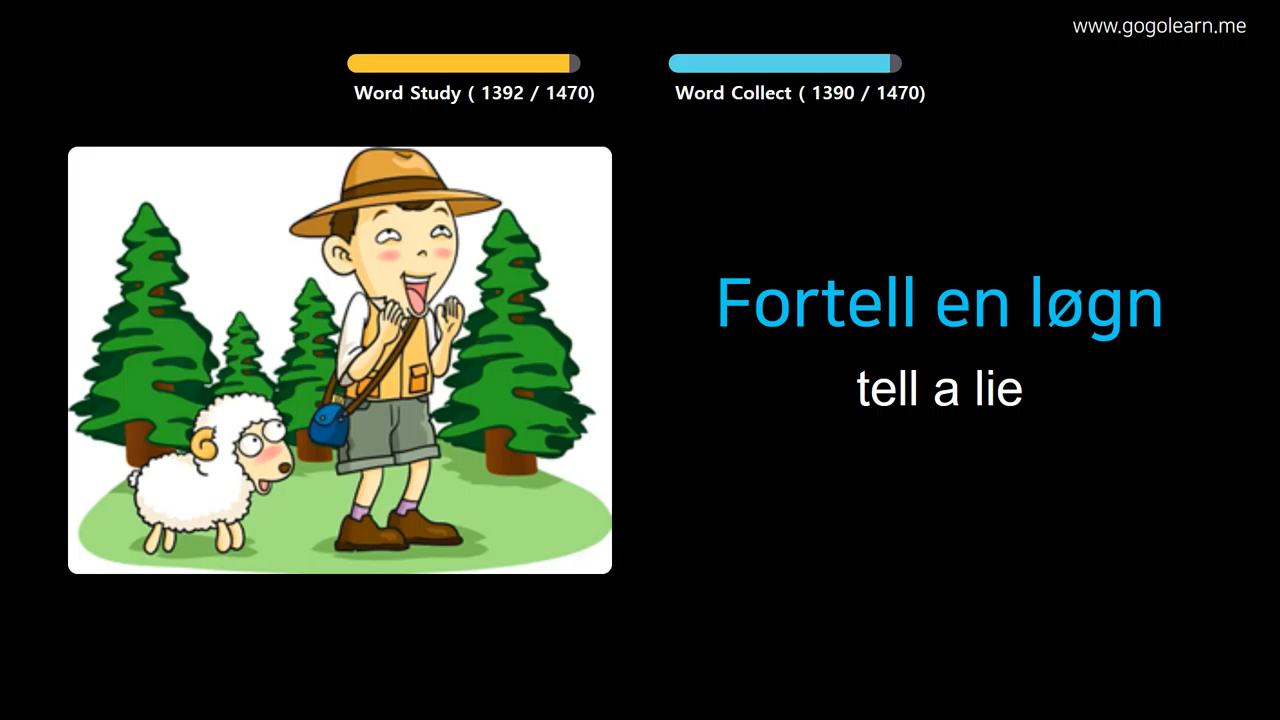 www.gogolearn.me
Word Study ( 1392 / 1470)
Word Collect ( 1390 / 1470)
Fortell en løgn
tell a lie